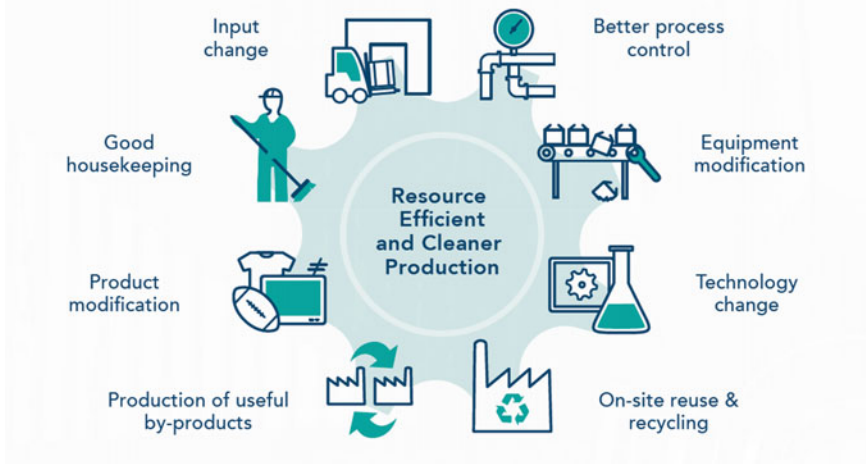 Input
change
Better process
control
Good
housekeeping
Equipment
modification
Resource
Efficient
and Cleaner
Production
Product
modification
Technology
change
Production of useful
by-products
On-site reuse &
recycling